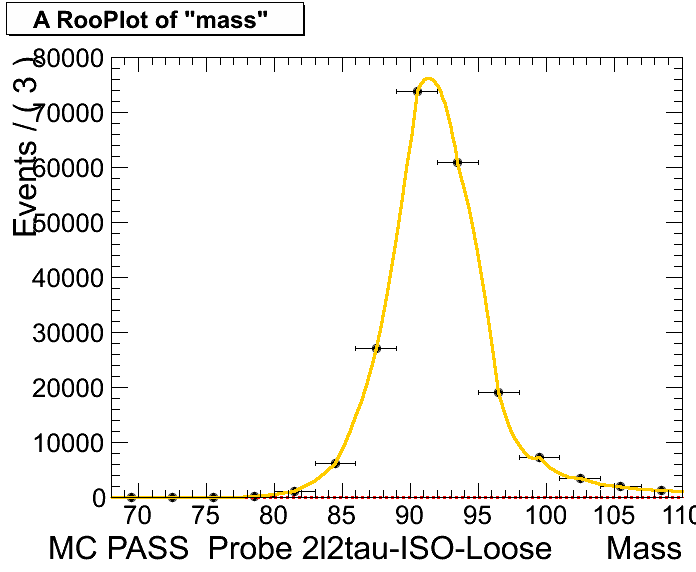 A RooPlot of "mass"
Events / ( 3 )
80000
70000
60000
50000
40000
30000
20000
10000
0
70 75 80 85 90 95 100 105 110
MC PASS Probe 2l2tau-ISO-Loose Mass